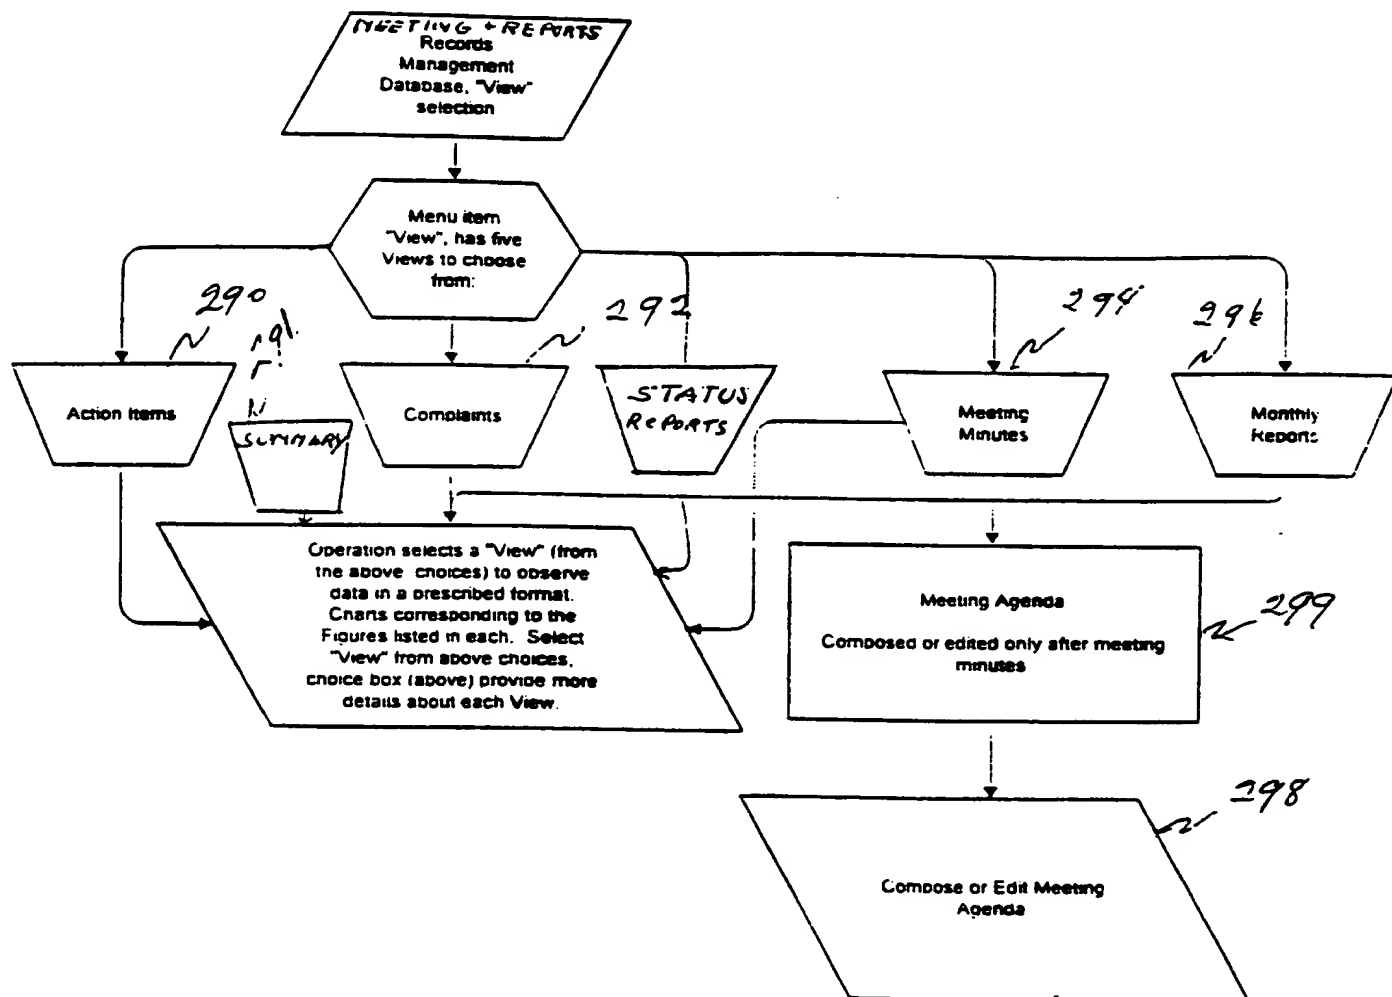 MEETING + REPORTS
Records
Management
Database, "View"
selection
Menu item
"View", has five
Views to choose
from:
290
292
294
296
Action Items
SUMMARY
Complaints
STATUS
REPORTS
Meeting
Minutes
Monthly
Reports
Operation selects a "View" (from
the above choices) to observe
data in a prescribed format.
Charts corresponding to the
Figures listed in each. Select
"View" from above choices,
choice box (above) provide more
details about each View.
Meeting Agenda
Composed or edited only after meeting
minutes
299
298
Compose or Edit Meeting
Agenda